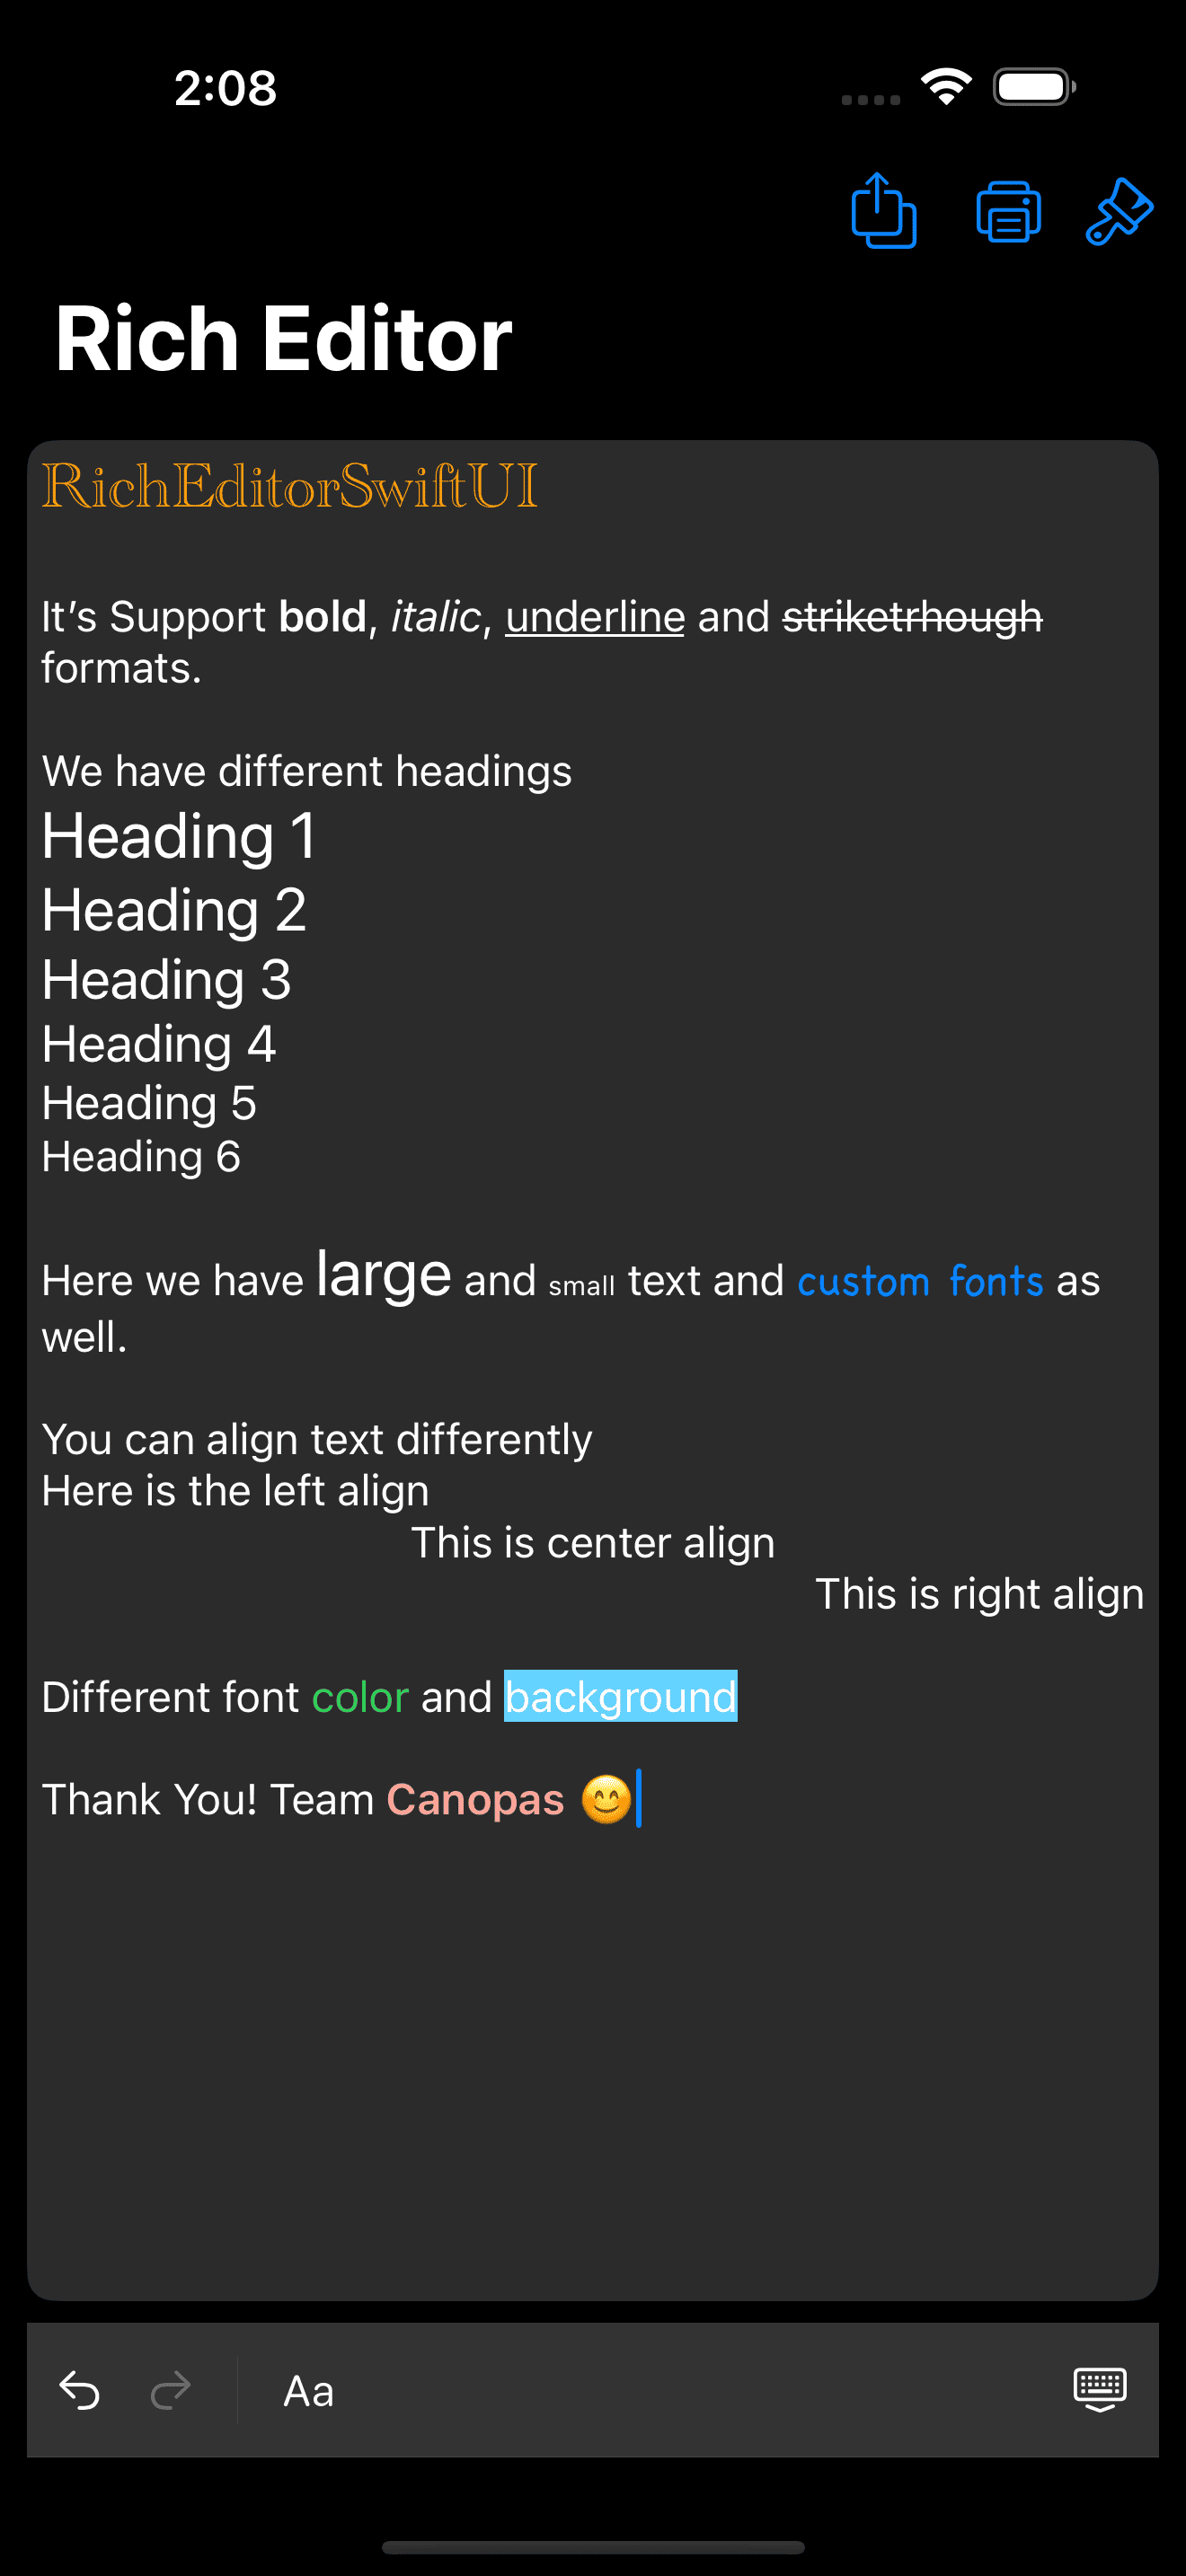 2:08
Rich Editor
RichEditorSwiftUI
It’s Support bold, italic, underline and striketrhough
formats.
We have different headings
Heading 1
Heading 2
Heading 3
Heading 4
Heading 5
Heading 6
Here we have large and small text and custom fonts as
well.
You can align text differently
Here is the left align
This is center align
This is right align
Different font color and background
Thank You! Team Canopas 😊
Aa